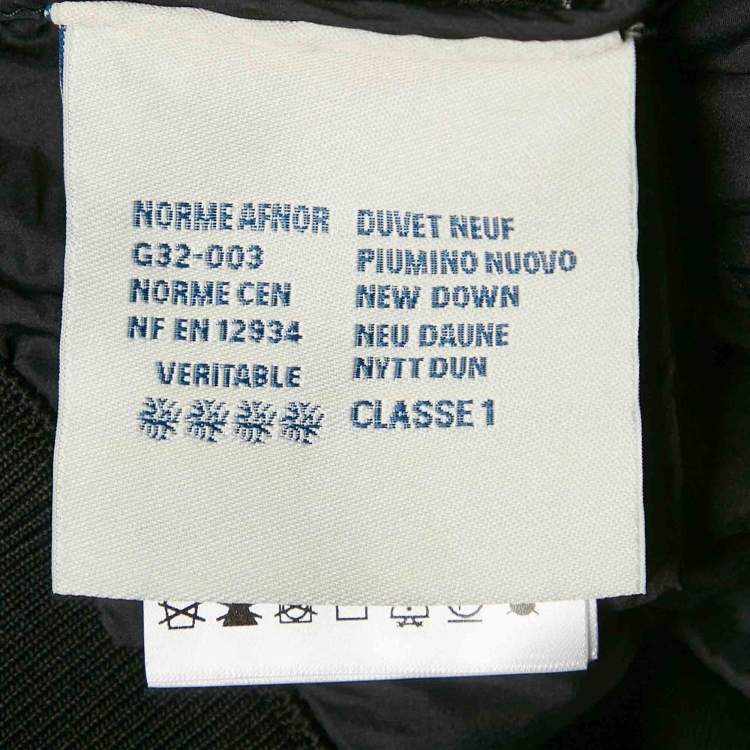 NORME AFNOR
G32-003
NORME CEN
NF EN 12934
VERITABLE
DUVET NEUF
PIUMINO NUOVO
NEW DOWN
NEU DAUNE
NYTT DUN
CLASSE 1